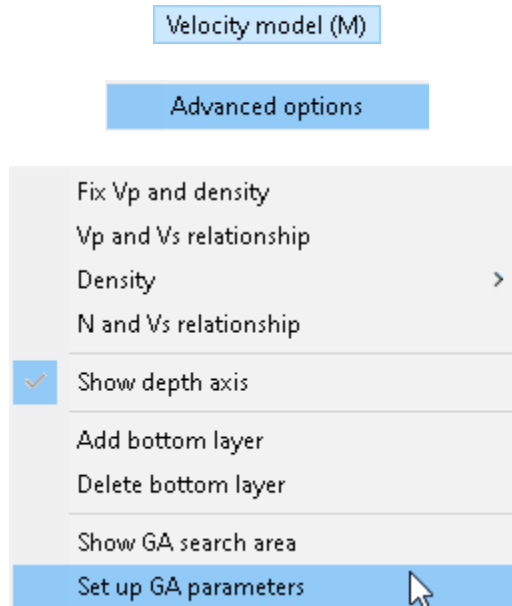 Velocity model (M)
Advanced options
Fix Vp and density
Vp and Vs relationship
Density
N and Vs relationship
Show depth axis
Add bottom layer
Delete bottom layer
Show GA search area
Set up GA parameters